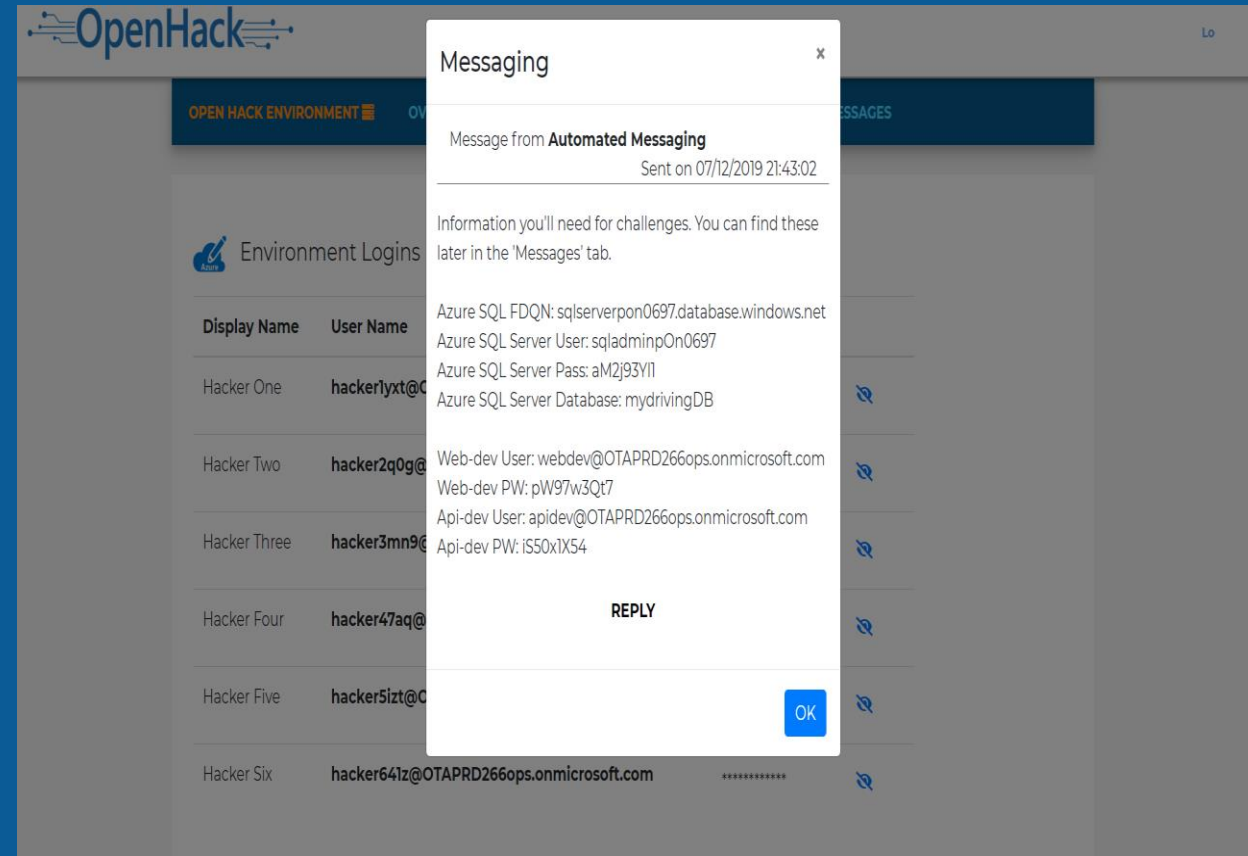 OpenHack
Lo
OPEN HACK ENVIRONMENT
OV
ESSAGES
Messaging
x
Message from Automated Messaging
Sent on 07/12/2019 21:43:02
Information you'll need for challenges. You can find these
later in the 'Messages' tab.
Azure SQL FDQN: sqlserverpon0697.database.windows.net
Azure SQL Server User: sqladminpOn0697
Azure SQL Server Pass: aM2j93Yl1
Azure SQL Server Database: mydrivingDB
Web-dev User: webdev@OTAPRD266ops.onmicrosoft.com
Web-dev PW: pW97w3Qt7
Api-dev User: apidev@OTAPRD266ops.onmicrosoft.com
Api-dev PW: iS50x1X54
REPLY
OK
Azure
Environment Logins
Display Name User Name
Hacker One hacker1yxt@O
Hacker Two hacker2q0g@
Hacker Three hacker3mn9@
Hacker Four hacker47aq@
Hacker Five hacker5izt@O
Hacker Six hacker641z@OTAPRD266ops.onmicrosoft.com ************